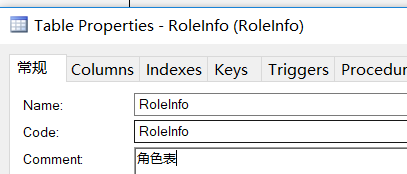 Table Properties - RoleInfo (RoleInfo)
常规 Columns Indexes Keys Triggers Procedur
Name: RoleInfo
Code: RoleInfo
Comment: 角色表